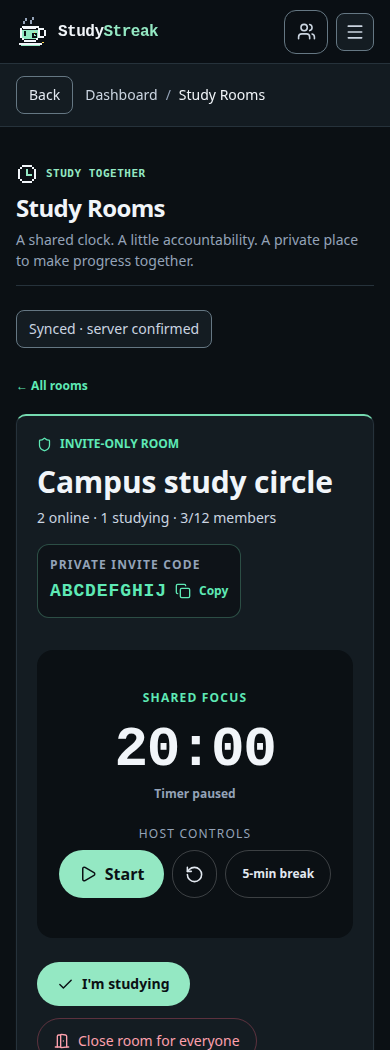 StudyStreak
Back Dashboard / Study Rooms
STUDY TOGETHER
Study Rooms
A shared clock. A little accountability. A private place
to make progress together.
Synced · server confirmed
← All rooms
INVITE-ONLY ROOM
Campus study circle
2 online · 1 studying · 3/12 members
PRIVATE INVITE CODE
ABCDEFGHIJ Copy
SHARED FOCUS
20:00
Timer paused
HOST CONTROLS
Start 5-min break
I'm studying
Close room for everyone